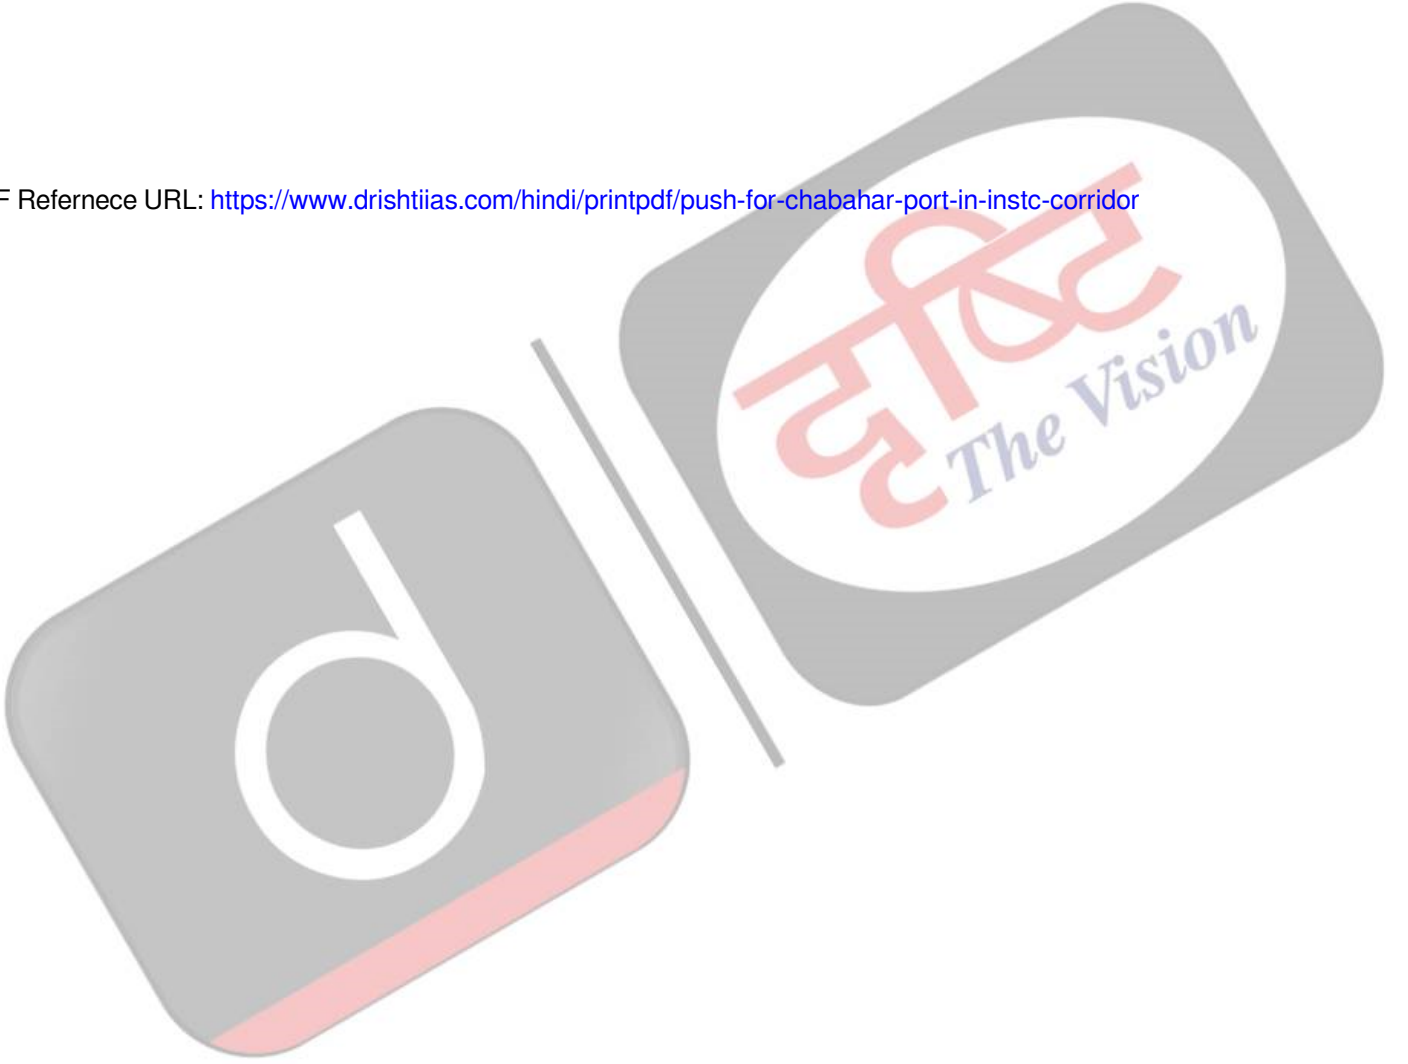 F Refernece URL: https://www.drishtiias.com/hindi/printpdf/push-for-chabahar-port-in-instc-corridor
दृष्टि
The Vision
d